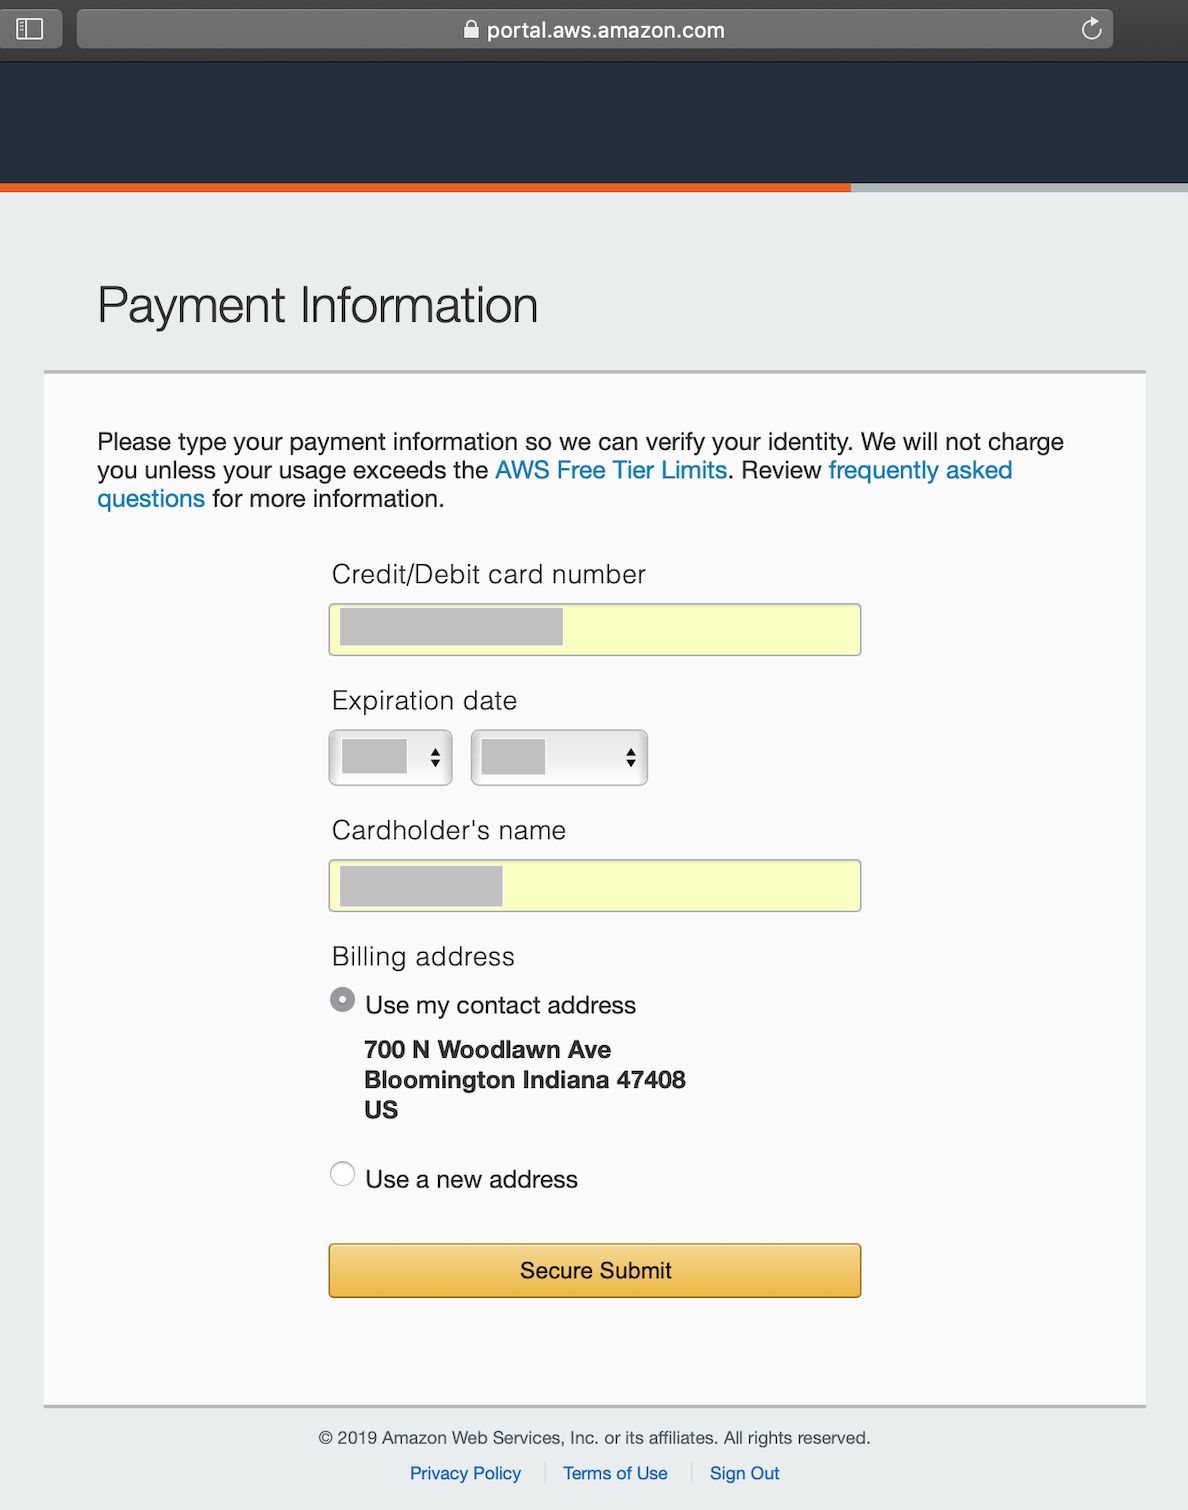 portal.aws.amazon.com
Payment Information
Please type your payment information so we can verify your identity. We will not charge
you unless your usage exceeds the AWS Free Tier Limits. Review frequently asked
questions for more information.
Credit/Debit card number
Expiration date
Cardholder's name
Billing address
Use my contact address
700 N Woodlawn Ave
Bloomington Indiana 47408
US
Use a new address
Secure Submit
© 2019 Amazon Web Services, Inc. or its affiliates. All rights reserved.
Privacy Policy Terms of Use Sign Out